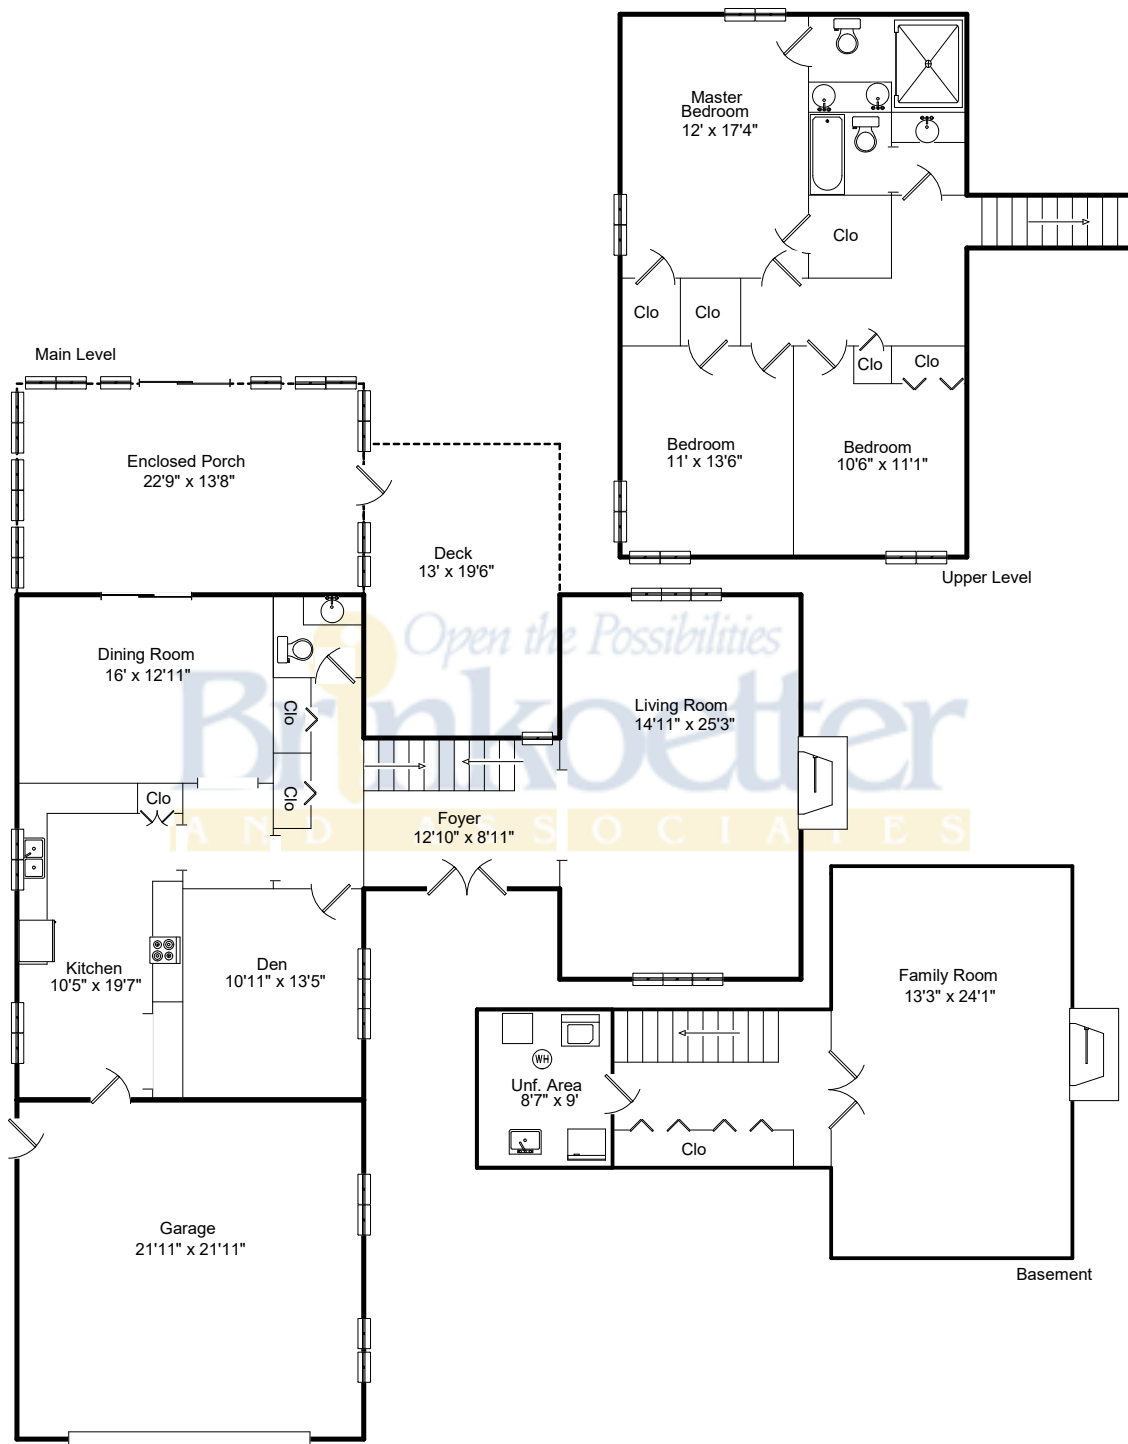 Master
Bedroom
12' x 17'4"
Clo
Clo
Clo
Clo
Clo
Bedroom
11' x 13'6"
Bedroom
10'6" x 11'1"
Upper Level
Main Level
Enclosed Porch
22'9" x 13'8"
Deck
13' x 19'6"
Dining Room
16' x 12'11"
Clo
Clo
Clo
Open the Possibilities
Brinkoetter
AND ASSOCIATES
Living Room
14'11" x 25'3"
Foyer
12'10" x 8'11"
Kitchen
10'5" x 19'7"
Den
10'11" x 13'5"
Garage
21'11" x 21'11"
Family Room
13'3" x 24'1"
WH
Unf. Area
8'7" x 9'
Clo
Basement